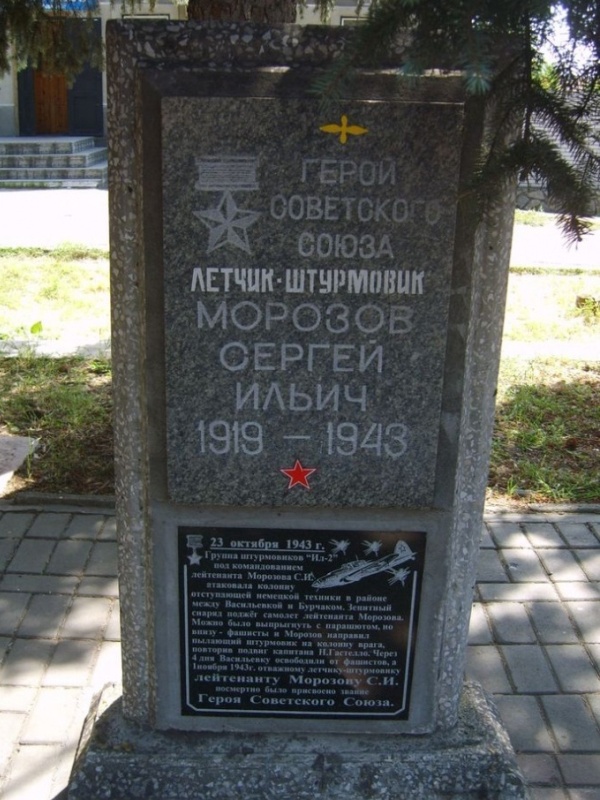 ГЕРОЙ
СОВЕТСКОГО
СОЮЗА
ЛЕТЧИК-ШТУРМОВИК
МОРОЗОВ
СЕРГЕЙ
ИЛЬИЧ
1919 — 1943
23 октября 1943 г.
Группа штурмовиков "Ил-2"
под командованием
лейтенанта Морозова С.И.
атаковала колонну
отступающей немецкой техники в районе
между Васильевкой и Бурчаком. Зенитный
снаряд поджёг самолет лейтенанта Морозова.
Можно было выпрыгнуть с парашютом, но
внизу - фашисты и Морозов направил
пылающий штурмовик на колонну врага,
повторив подвиг капитана Н.Гастелло. Через
4 дня Васильевку освободили от фашистов, а
1ноября 1943г. отважному летчику-штурмовику
лейтенанту Морозову С.И.
посмертно было присвоено звание
Героя Советского Союза.